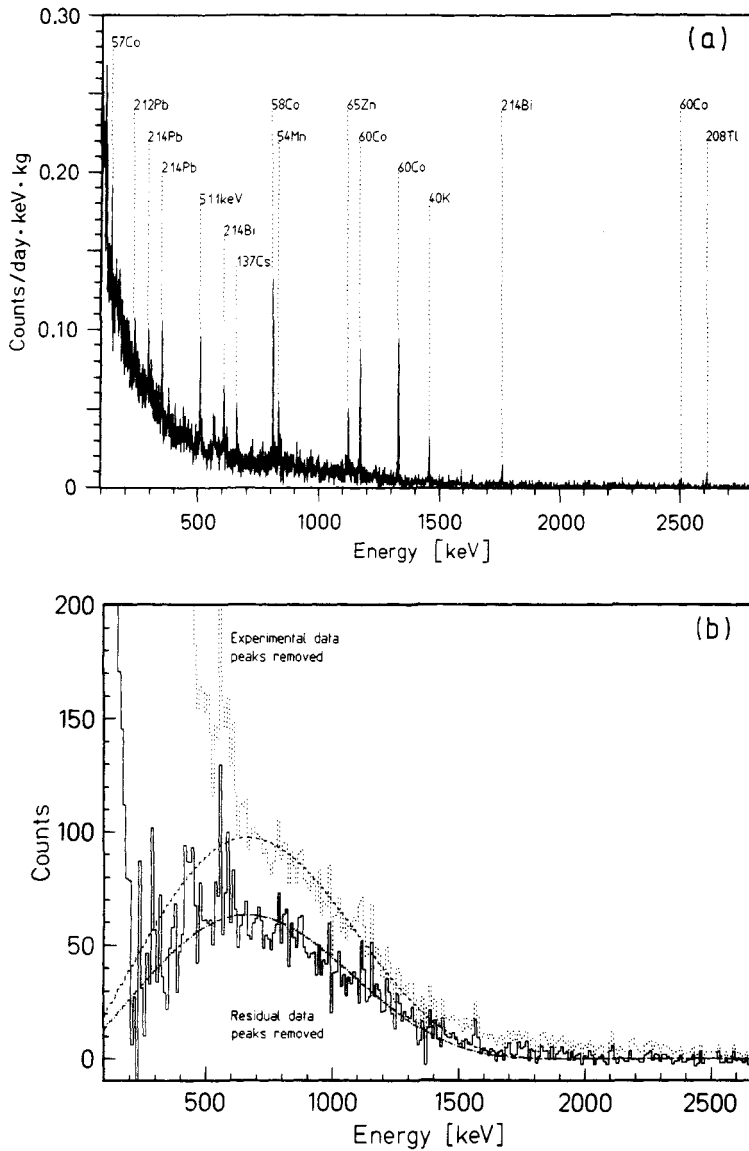 (a)
0.30
0.20
0.10
0
Counts/day·keV·kg
57Co
212Pb
214Pb
214Pb
511keV
214Bi
137Cs
58Co
54Mn
65Zn
60Co
60Co
40K
214Bi
60Co
208Tl
500
1000
1500
2000
2500
Energy [keV]
(b)
200
150
100
50
0
Counts
Experimental data
peaks removed
Residual data
peaks removed
500
1000
1500
2000
2500
Energy [keV]